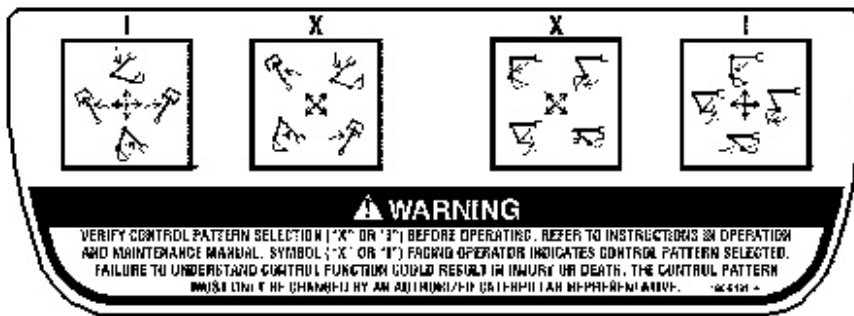 I X X I
WARNING
VERIFY CONTROL PATTERN SELECTION ("X" OR "I") BEFORE OPERATING. REFER TO INSTRUCTIONS IN OPERATION
AND MAINTENANCE MANUAL. SYMBOL ("X" OR "I") FACING OPERATOR INDICATES CONTROL PATTERN SELECTED.
FAILURE TO UNDERSTAND CONTROL FUNCTION COULD RESULT IN INJURY OR DEATH. THE CONTROL PATTERN
MUST ONLY BE CHANGED BY AN AUTHORIZED CATERPILLAR REPRESENTATIVE.